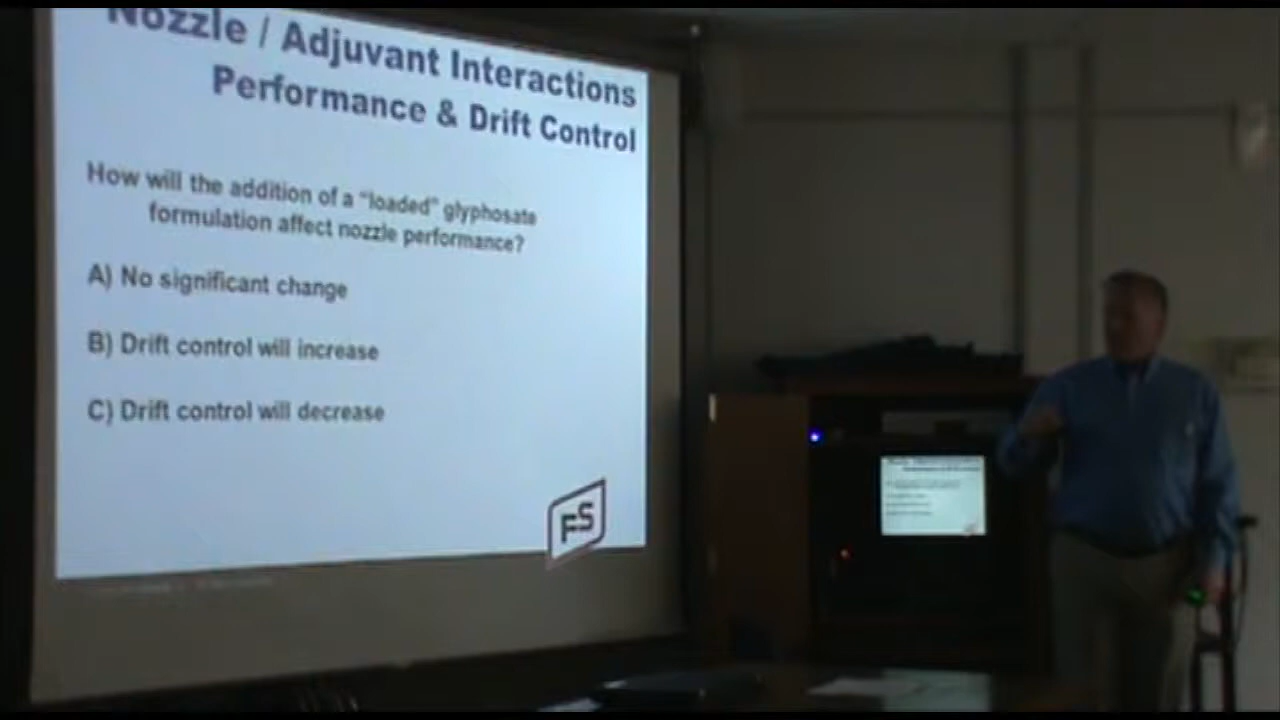 Nozzle / Adjuvant Interactions
Performance & Drift Control
How will the addition of a “loaded” glyphosate
formulation affect nozzle performance?
A) No significant change
B) Drift control will increase
C) Drift control will decrease
FS